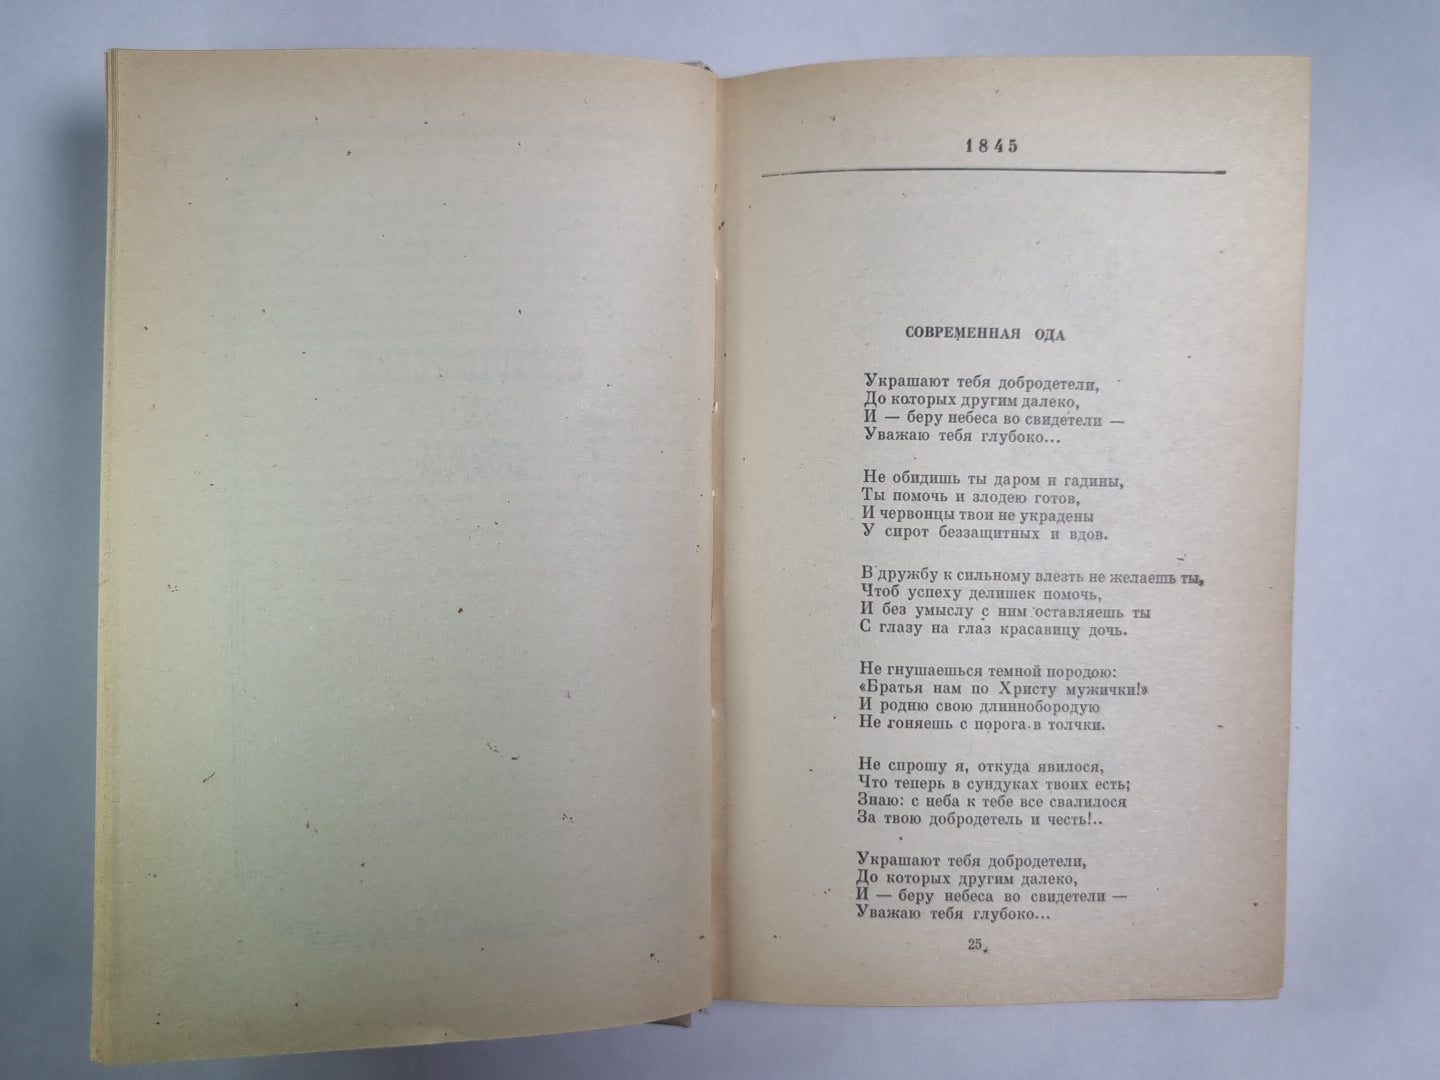 1845
СОВРЕМЕННАЯ ОДА
Украшают тебя добродетели,
До которых другим далеко,
И — беру небеса во свидетели —
Уважаю тебя глубоко...
Не обидишь ты даром и гадины,
Ты помочь и злодею готов,
И червонцы твои не украдены
У сирот беззащитных и вдов.
В дружбу к сильному влезть не желаешь ты,
Чтоб успеху делишек помочь,
И без умыслу с ним оставляешь ты
С глазу на глаз красавицу дочь.
Не гнушаешься темной породою:
«Братья нам по Христу мужички!»
И родню свою длиннобородую
Не гоняешь с порога в толчки.
Не спрошу я, откуда явилося,
Что теперь в сундуках твоих есть;
Знаю: с неба к тебе все свалилося
За твою добродетель и честь!..
Украшают тебя добродетели,
До которых другим далеко,
И — беру небеса во свидетели —
Уважаю тебя глубоко...
25